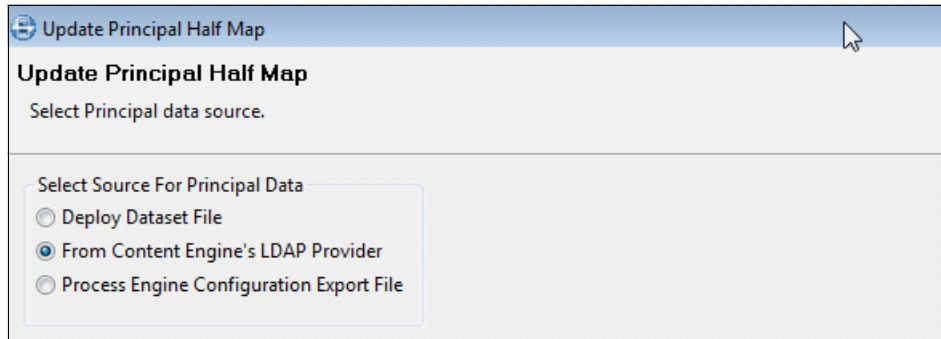 Update Principal Half Map
Update Principal Half Map
Select Principal data source.
Select Source For Principal Data
Deploy Dataset File
From Content Engine's LDAP Provider
Process Engine Configuration Export File